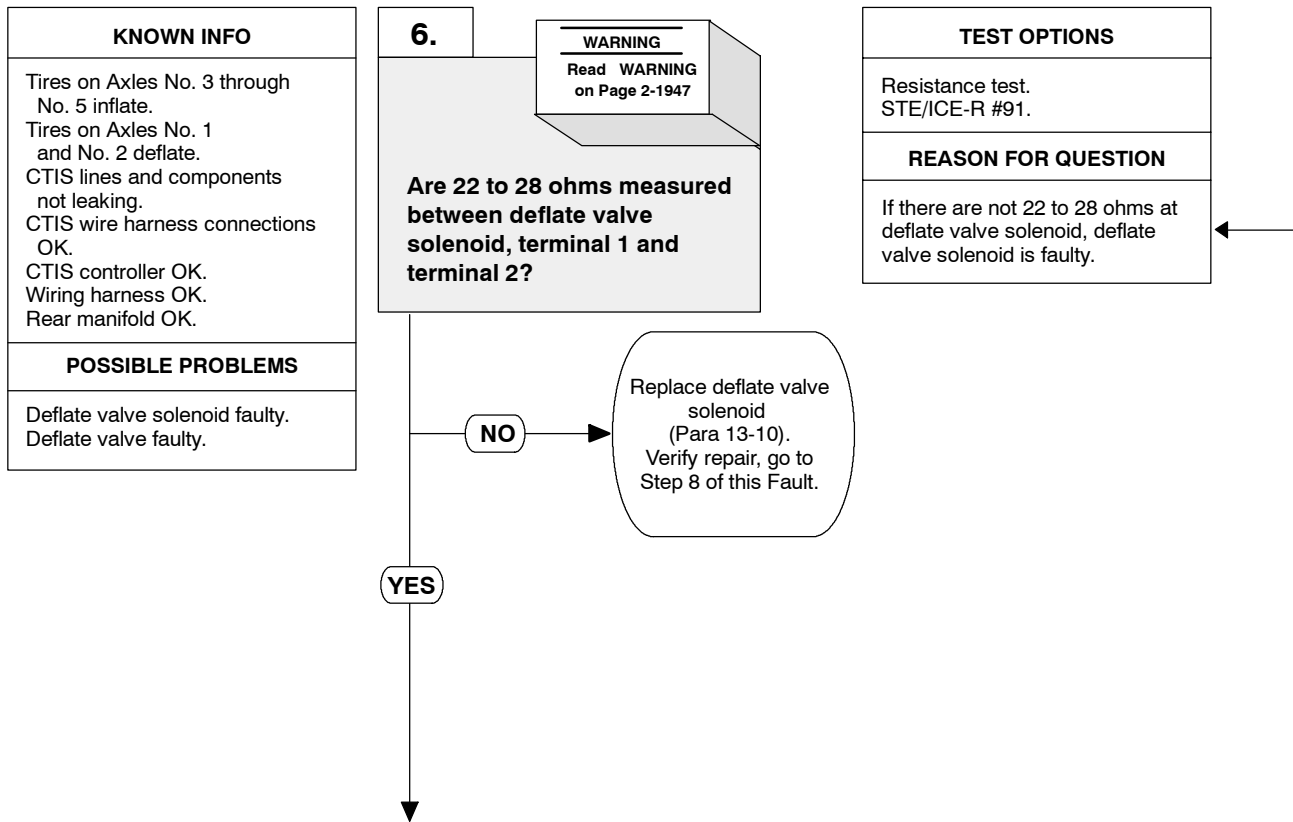 KNOWN INFO
Tires on Axles No. 3 through
No. 5 inflate.
Tires on Axles No. 1
and No. 2 deflate.
CTIS lines and components
not leaking.
CTIS wire harness connections
OK.
CTIS controller OK.
Wiring harness OK.
Rear manifold OK.
POSSIBLE PROBLEMS
Deflate valve solenoid faulty.
Deflate valve faulty.
6.
WARNING
Read WARNING
on Page 2-1947
Are 22 to 28 ohms measured
between deflate valve
solenoid, terminal 1 and
terminal 2?
TEST OPTIONS
Resistance test.
STE/ICE-R #91.
REASON FOR QUESTION
If there are not 22 to 28 ohms at
deflate valve solenoid, deflate
valve solenoid is faulty.
NO
Replace deflate valve
solenoid
(Para 13-10).
Verify repair, go to
Step 8 of this Fault.
YES